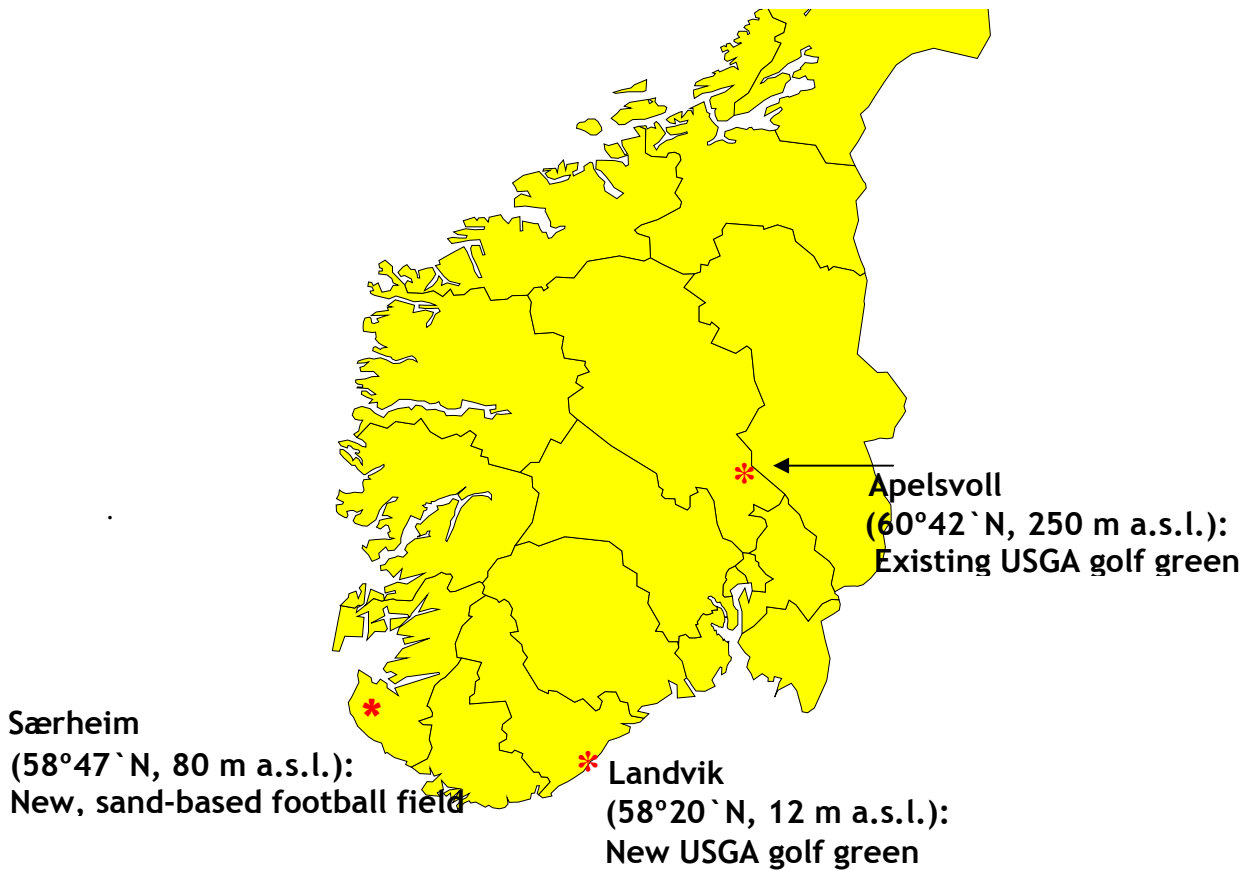 Apelsvoll
(60º42`N, 250 m a.s.l.):
Existing USGA golf green
Særheim
(58º47`N, 80 m a.s.l.):
New, sand-based football field
Landvik
(58º20`N, 12 m a.s.l.):
New USGA golf green